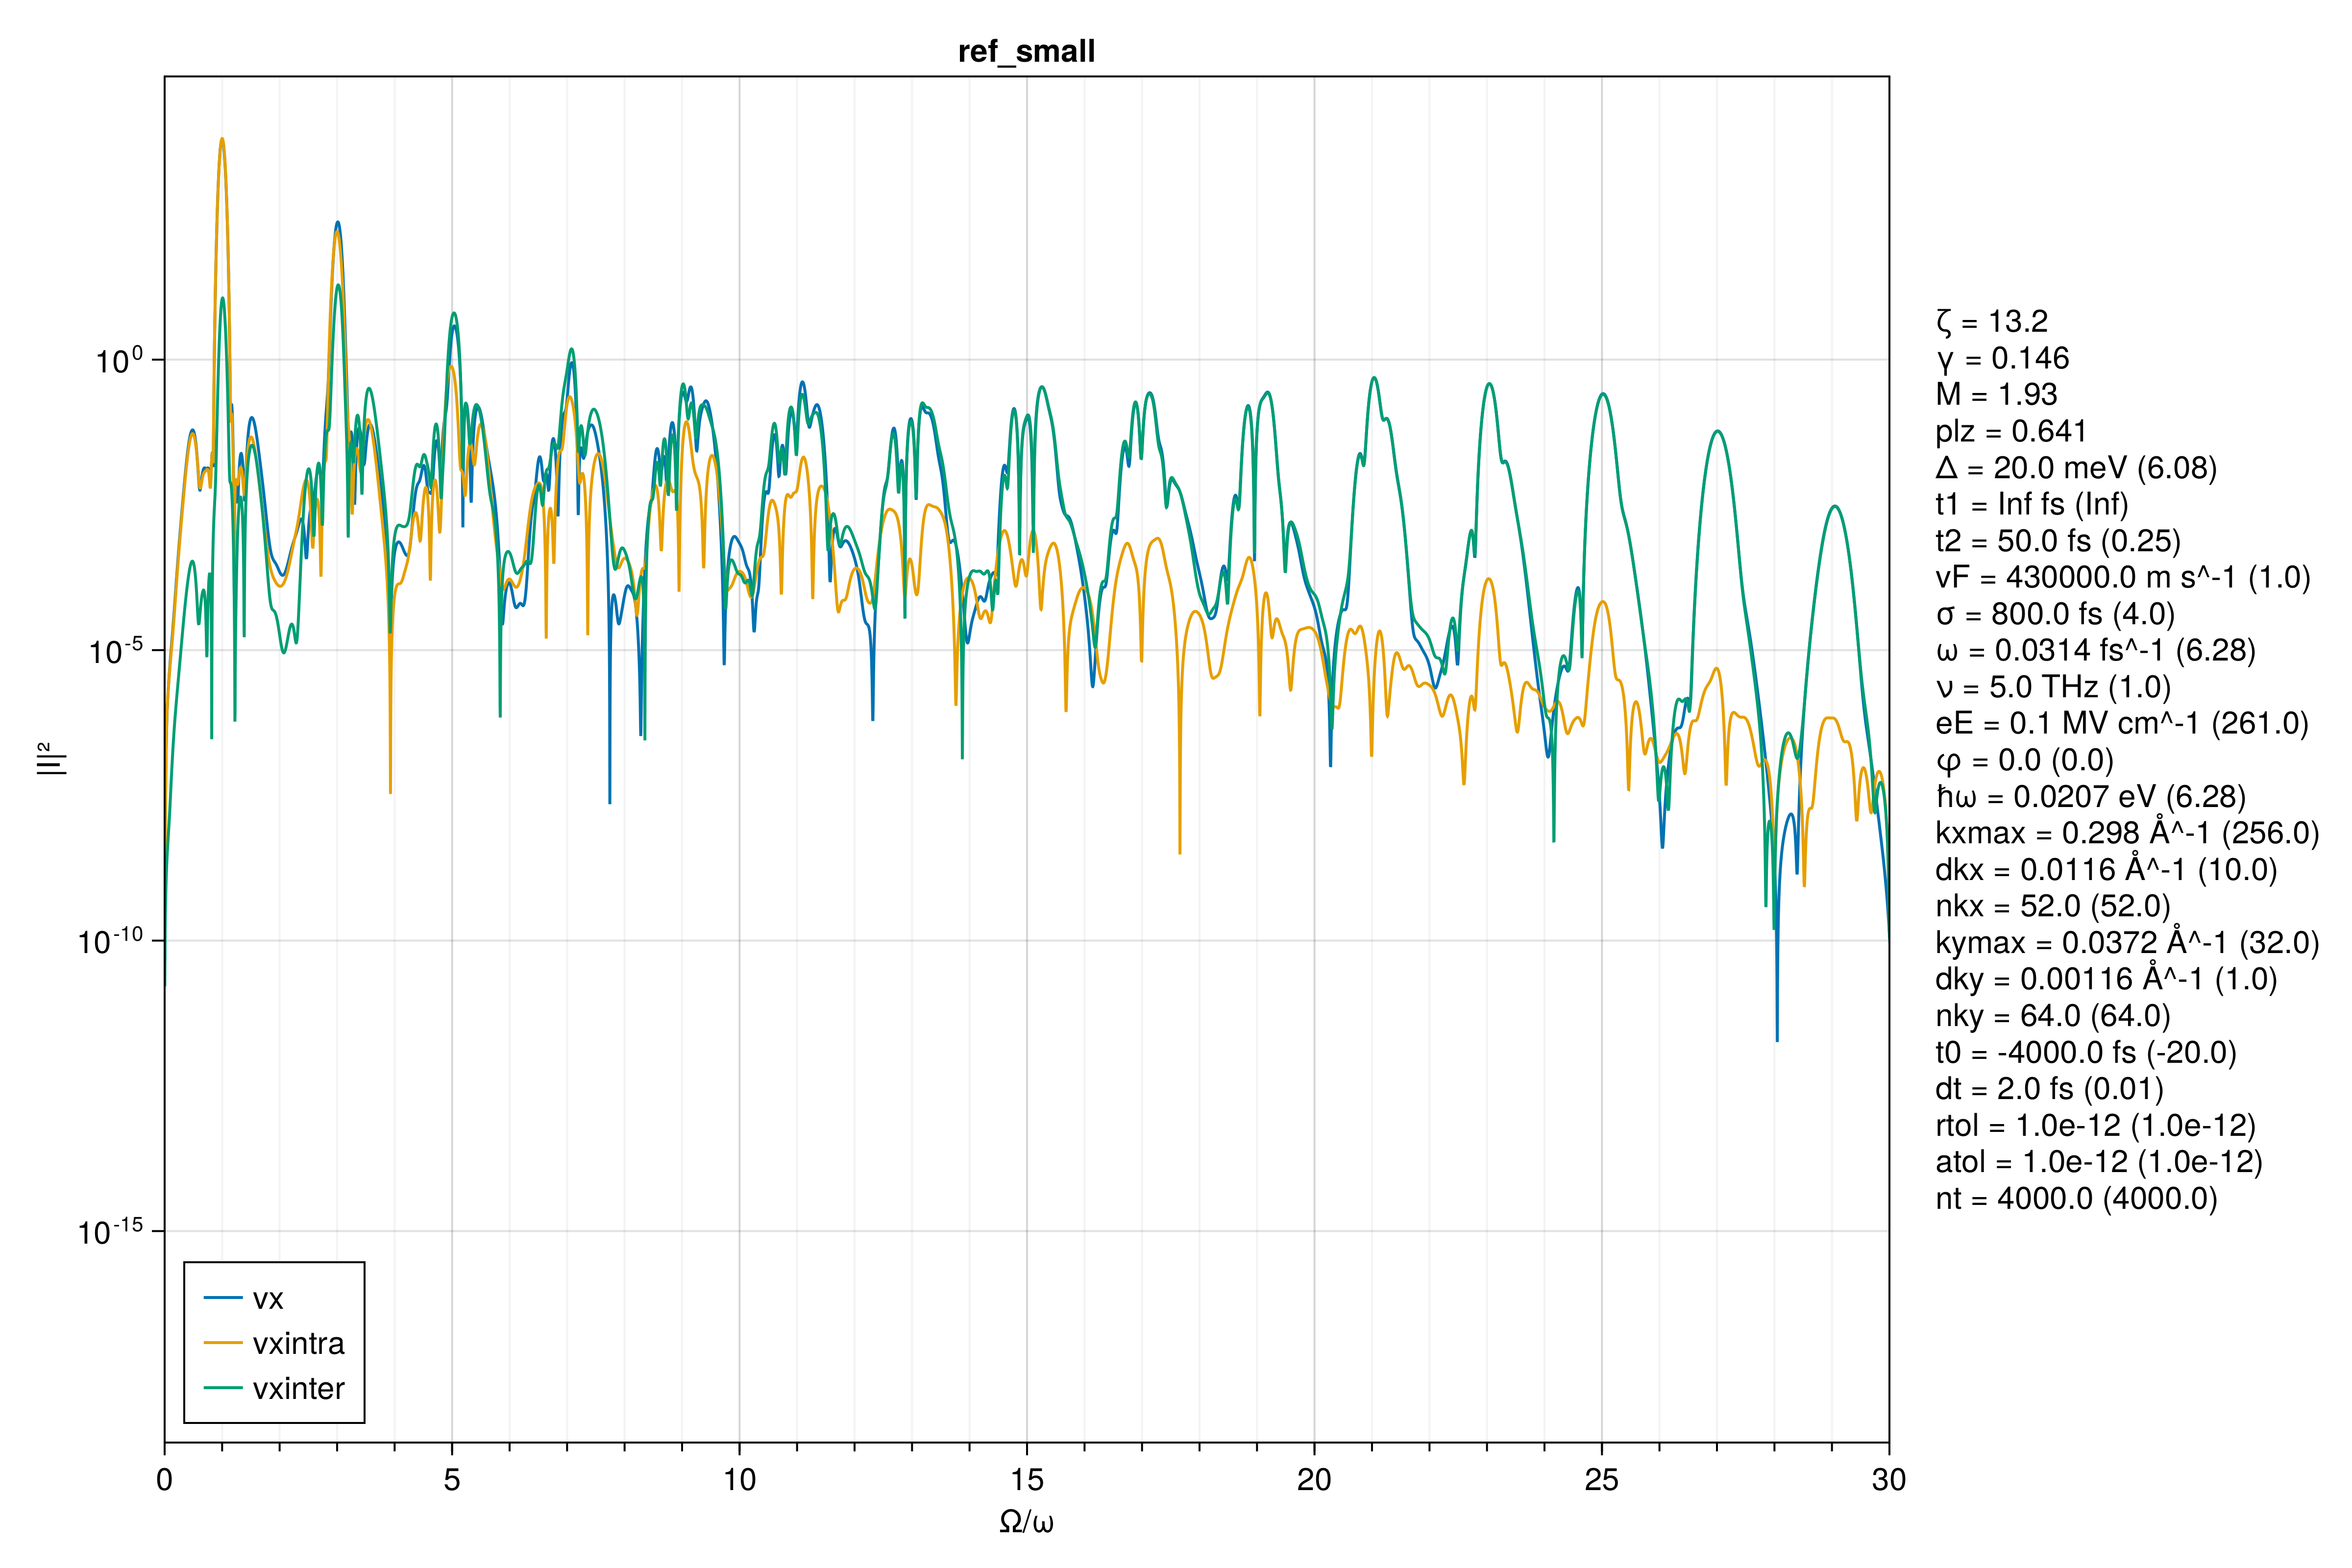 ref_small
10⁰
10⁻⁵
10⁻¹⁰
10⁻¹⁵
|I|²
vx
vxintra
vxinter
0 5 10 15 20 25 30
Ω/ω
ζ = 13.2
γ = 0.146
M = 1.93
plz = 0.641
Δ = 20.0 meV (6.08)
t1 = Inf fs (Inf)
t2 = 50.0 fs (0.25)
vF = 430000.0 m s^-1 (1.0)
σ = 800.0 fs (4.0)
ω = 0.0314 fs^-1 (6.28)
ν = 5.0 THz (1.0)
eE = 0.1 MV cm^-1 (261.0)
φ = 0.0 (0.0)
ħω = 0.0207 eV (6.28)
kxmax = 0.298 Å^-1 (256.0)
dkx = 0.0116 Å^-1 (10.0)
nkx = 52.0 (52.0)
kymax = 0.0372 Å^-1 (32.0)
dky = 0.00116 Å^-1 (1.0)
nky = 64.0 (64.0)
t0 = -4000.0 fs (-20.0)
dt = 2.0 fs (0.01)
rtol = 1.0e-12 (1.0e-12)
atol = 1.0e-12 (1.0e-12)
nt = 4000.0 (4000.0)